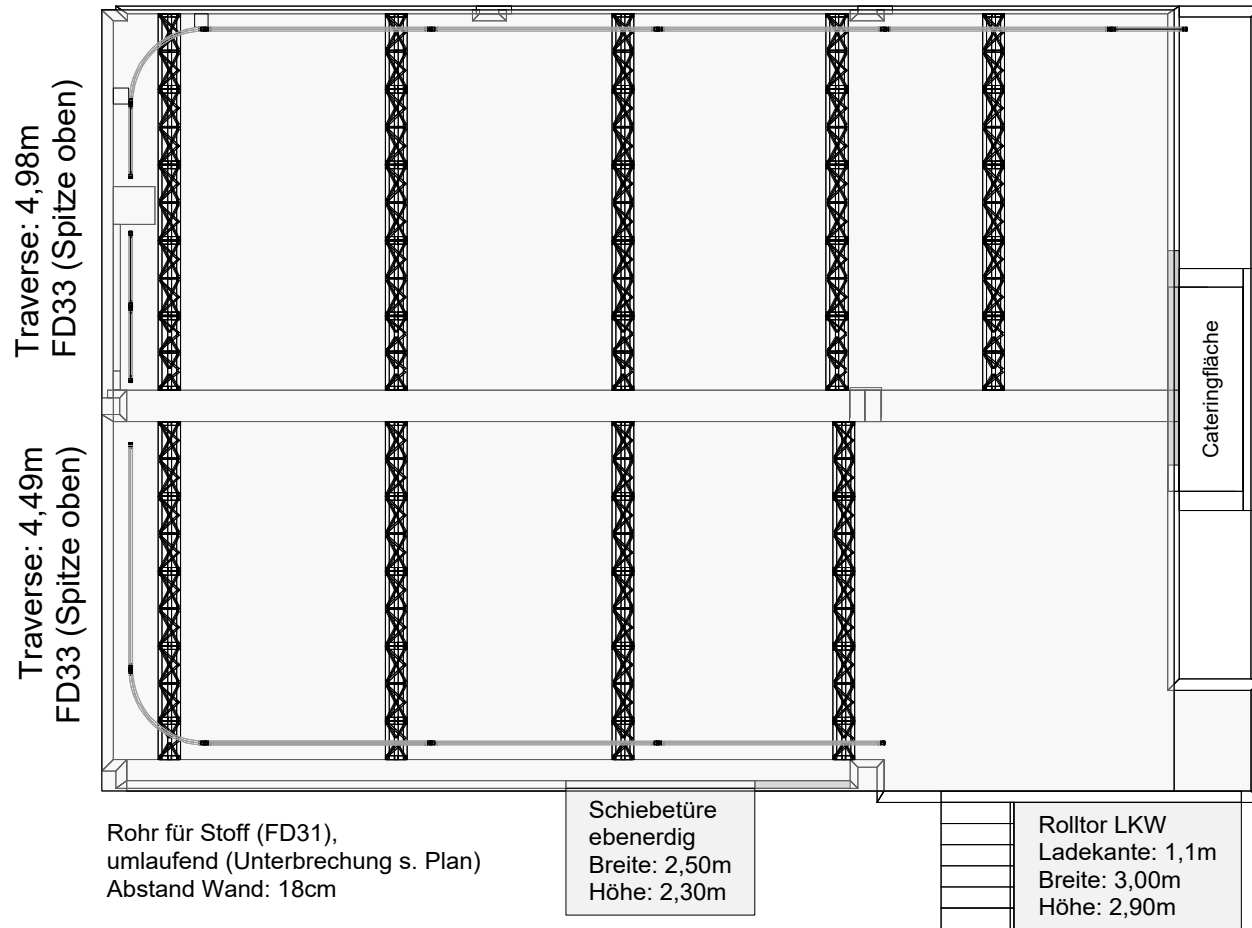 Traverse: 4,98m
FD33 (Spitze oben)
Cateringfläche
Traverse: 4,49m
FD33 (Spitze oben)
Rohr für Stoff (FD31),
umlaufend (Unterbrechung s. Plan)
Abstand Wand: 18cm
Schiebetüre
ebenerdig
Breite: 2,50m
Höhe: 2,30m
Rolltor LKW
Ladekante: 1,1m
Breite: 3,00m
Höhe: 2,90m